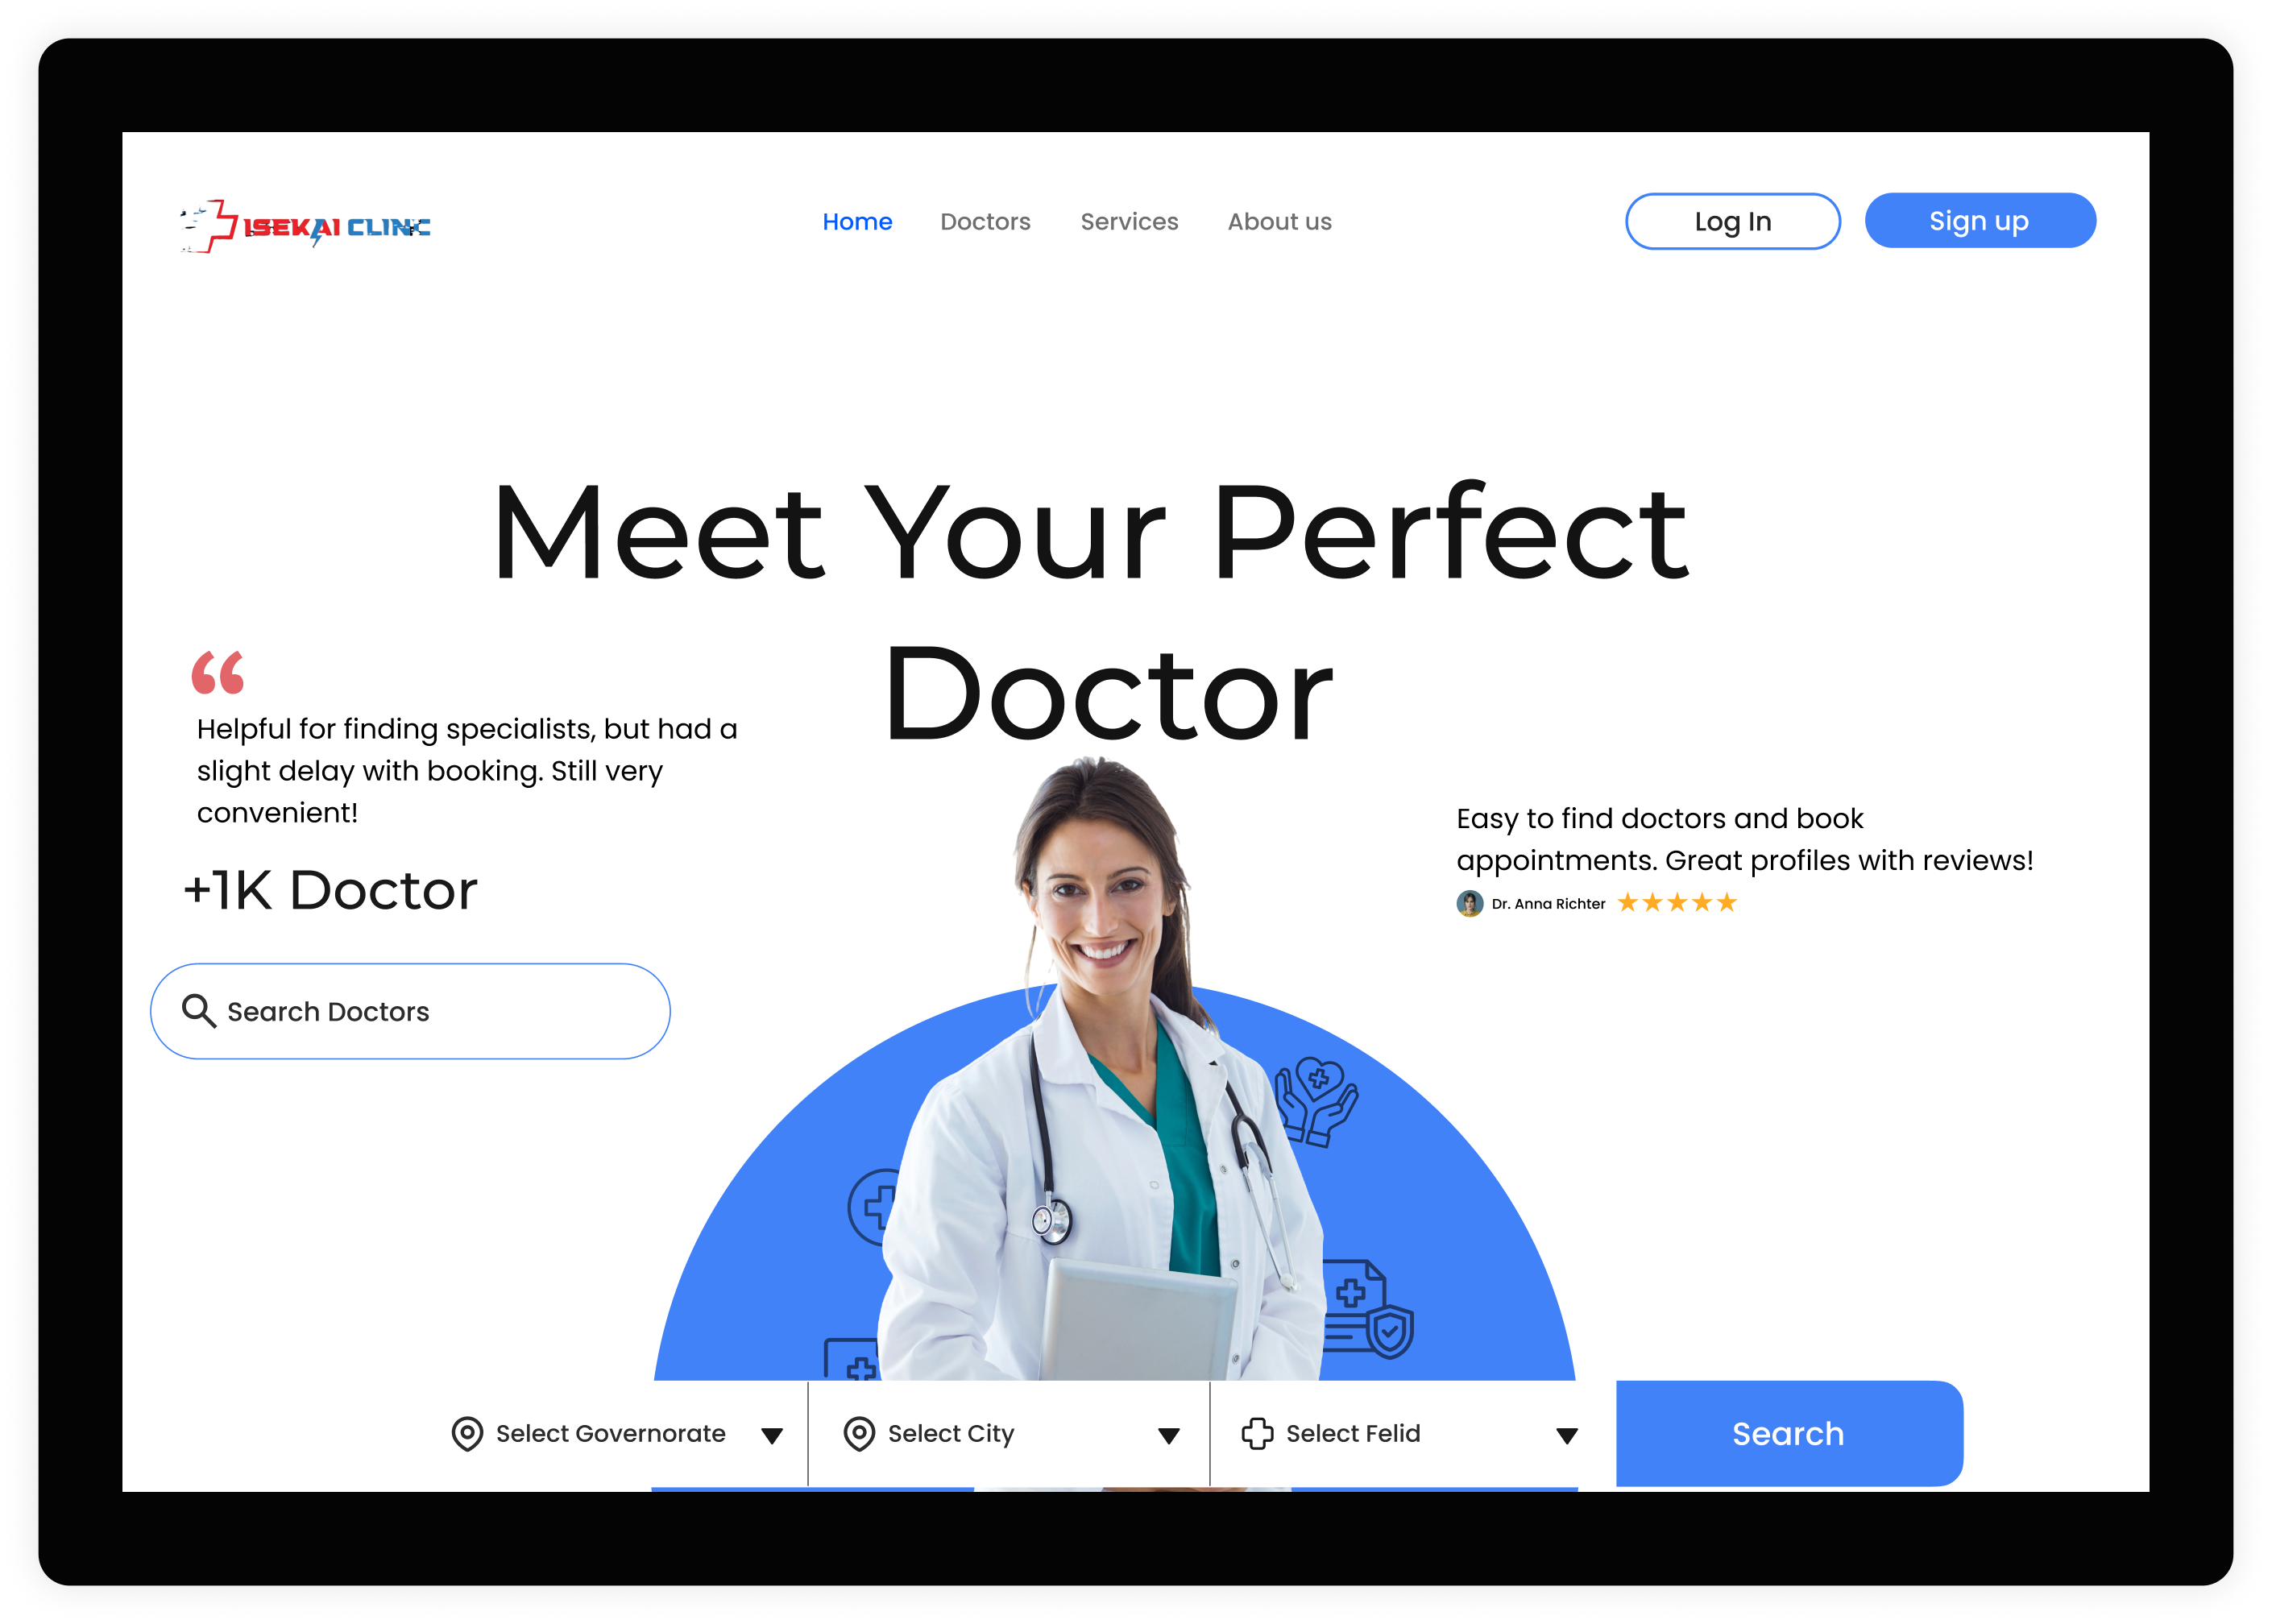 ISEKAI CLINC
Home
Doctors
Services
About us
Log In
Sign up
Meet Your Perfect
Doctor
“
Helpful for finding specialists, but had a
slight delay with booking. Still very
convenient!
+1K Doctor
Search Doctors
Easy to find doctors and book
appointments. Great profiles with reviews!
Dr. Anna Richter
Select Governorate
Select City
Select Felid
Search